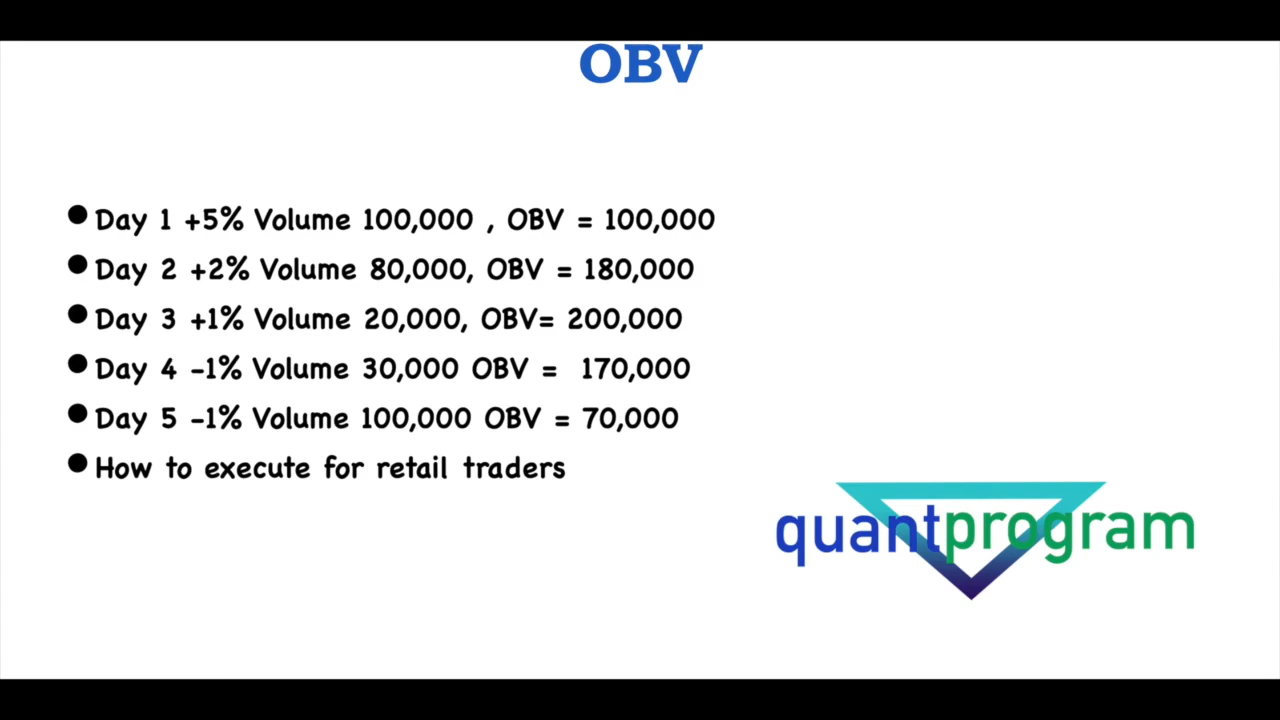 OBV
● Day 1 +5% Volume 100,000 , OBV = 100,000
● Day 2 +2% Volume 80,000, OBV = 180,000
● Day 3 +1% Volume 20,000, OBV= 200,000
● Day 4 -1% Volume 30,000 OBV = 170,000
● Day 5 -1% Volume 100,000 OBV = 70,000
● How to execute for retail traders
quantprogram